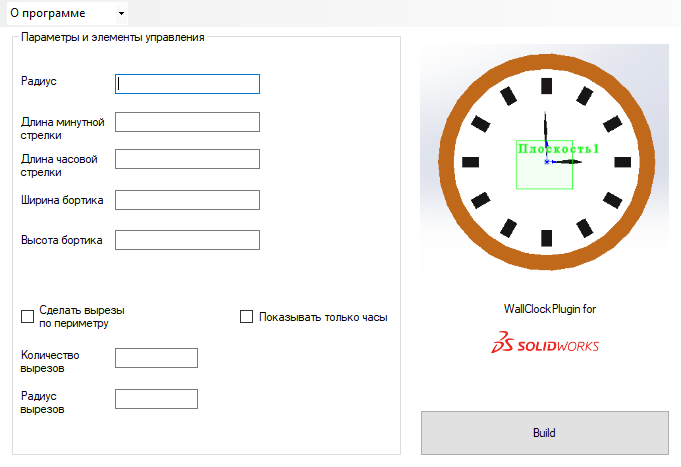 О программе
Параметры и элементы управления
Радиус
Длина минутной
стрелки
Длина часовой
стрелки
Ширина бортика
Высота бортика
Сделать вырезы
по периметру
Показывать только часы
Количество
вырезов
Радиус
вырезов
Плоскость1
WallClockPlugin for
SOLIDWORKS
Build